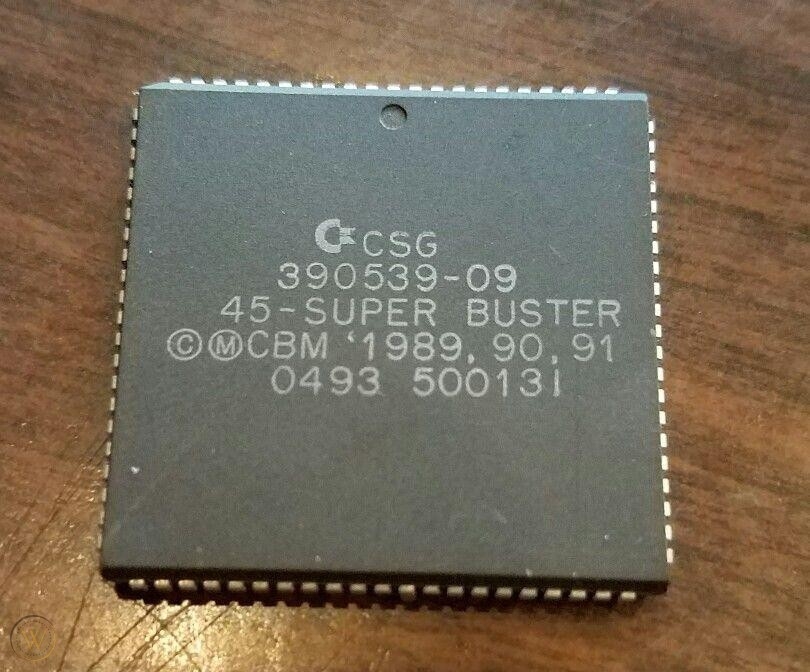 CSG
390539-09
45-SUPER BUSTER
©ⓂCBM '1989, 90, 91
0493 500131